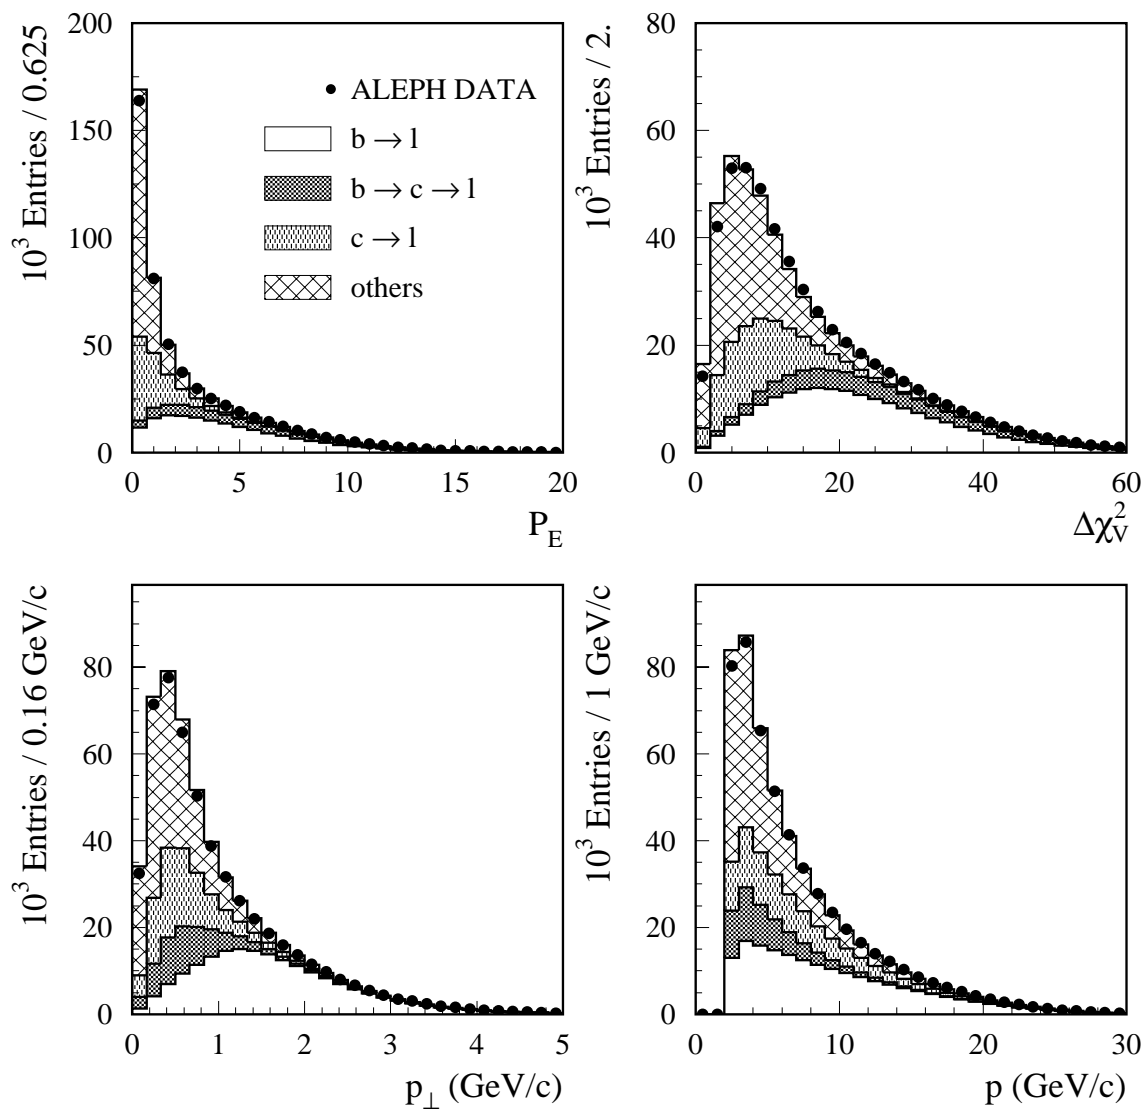 10³ Entries / 0.625
200
150
100
50
0
0 5 10 15 20
P_E
ALEPH DATA
b → l
b → c → l
c → l
others
10³ Entries / 2.
80
60
40
20
0
0 20 40 60
Δχ²_V
10³ Entries / 0.16 GeV/c
80
60
40
20
0
0 1 2 3 4 5
p_⊥ (GeV/c)
10³ Entries / 1 GeV/c
80
60
40
20
0
0 10 20 30
p (GeV/c)